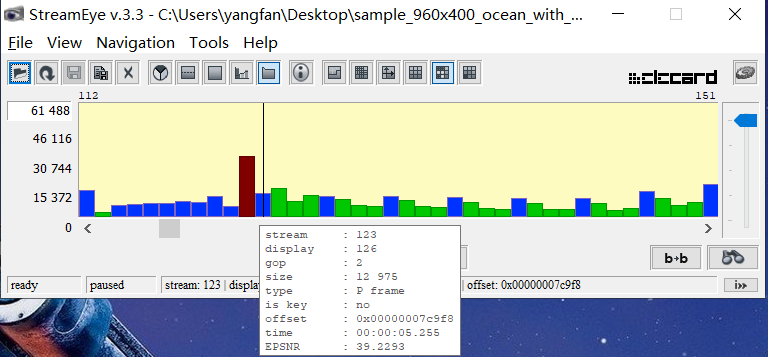 StreamEye v.3.3 - C:\Users\yangfan\Desktop\sample_960x400_ocean_with_...
File View Navigation Tools Help
elecard
112 151
61 488
46 116
30 744
15 372
0
stream : 123
display : 126
gop : 2
size : 12 975
type : P frame
is key : no
offset : 0x00000007c9f8
time : 00:00:05.255
EPSNR : 39.2293
b→b
ready paused stream: 123 | display | offset: 0x00000007c9f8 i»